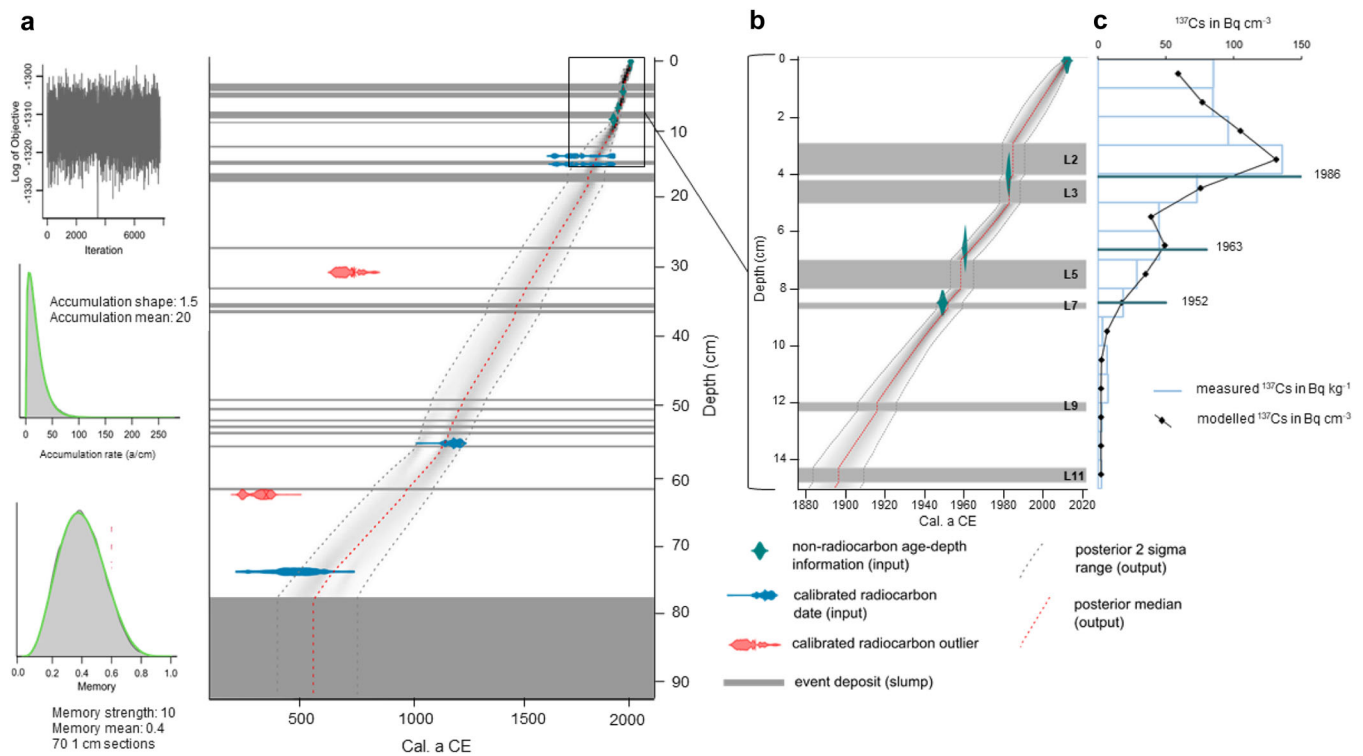 a
-1300
-1310
-1320
-1330
Log of Objective
0
2000
4000
6000
8000
Iteration
Accumulation shape: 1.5
Accumulation mean: 20
0
50
100
150
200
250
Accumulation rate (a/cm)
0.0
0.2
0.4
0.6
0.8
1.0
Memory
Memory strength: 10
Memory mean: 0.4
70 1 cm sections
0
10
20
30
40
50
60
70
80
90
Depth (cm)
500
1000
1500
2000
Cal. a CE
b
0
2
4
6
8
10
12
14
Depth (cm)
L2
L3
L5
L7
L9
L11
1880
1900
1920
1940
1960
1980
2000
2020
Cal. a CE
c
¹³⁷Cs in Bq cm⁻³
0
50
100
150
1986
1963
1952
measured ¹³⁷Cs in Bq kg⁻¹
modelled ¹³⁷Cs in Bq cm⁻³
non-radiocarbon age-depth
information (input)
calibrated radiocarbon
date (input)
calibrated radiocarbon outlier
event deposit (slump)
posterior 2 sigma
range (output)
posterior median
(output)